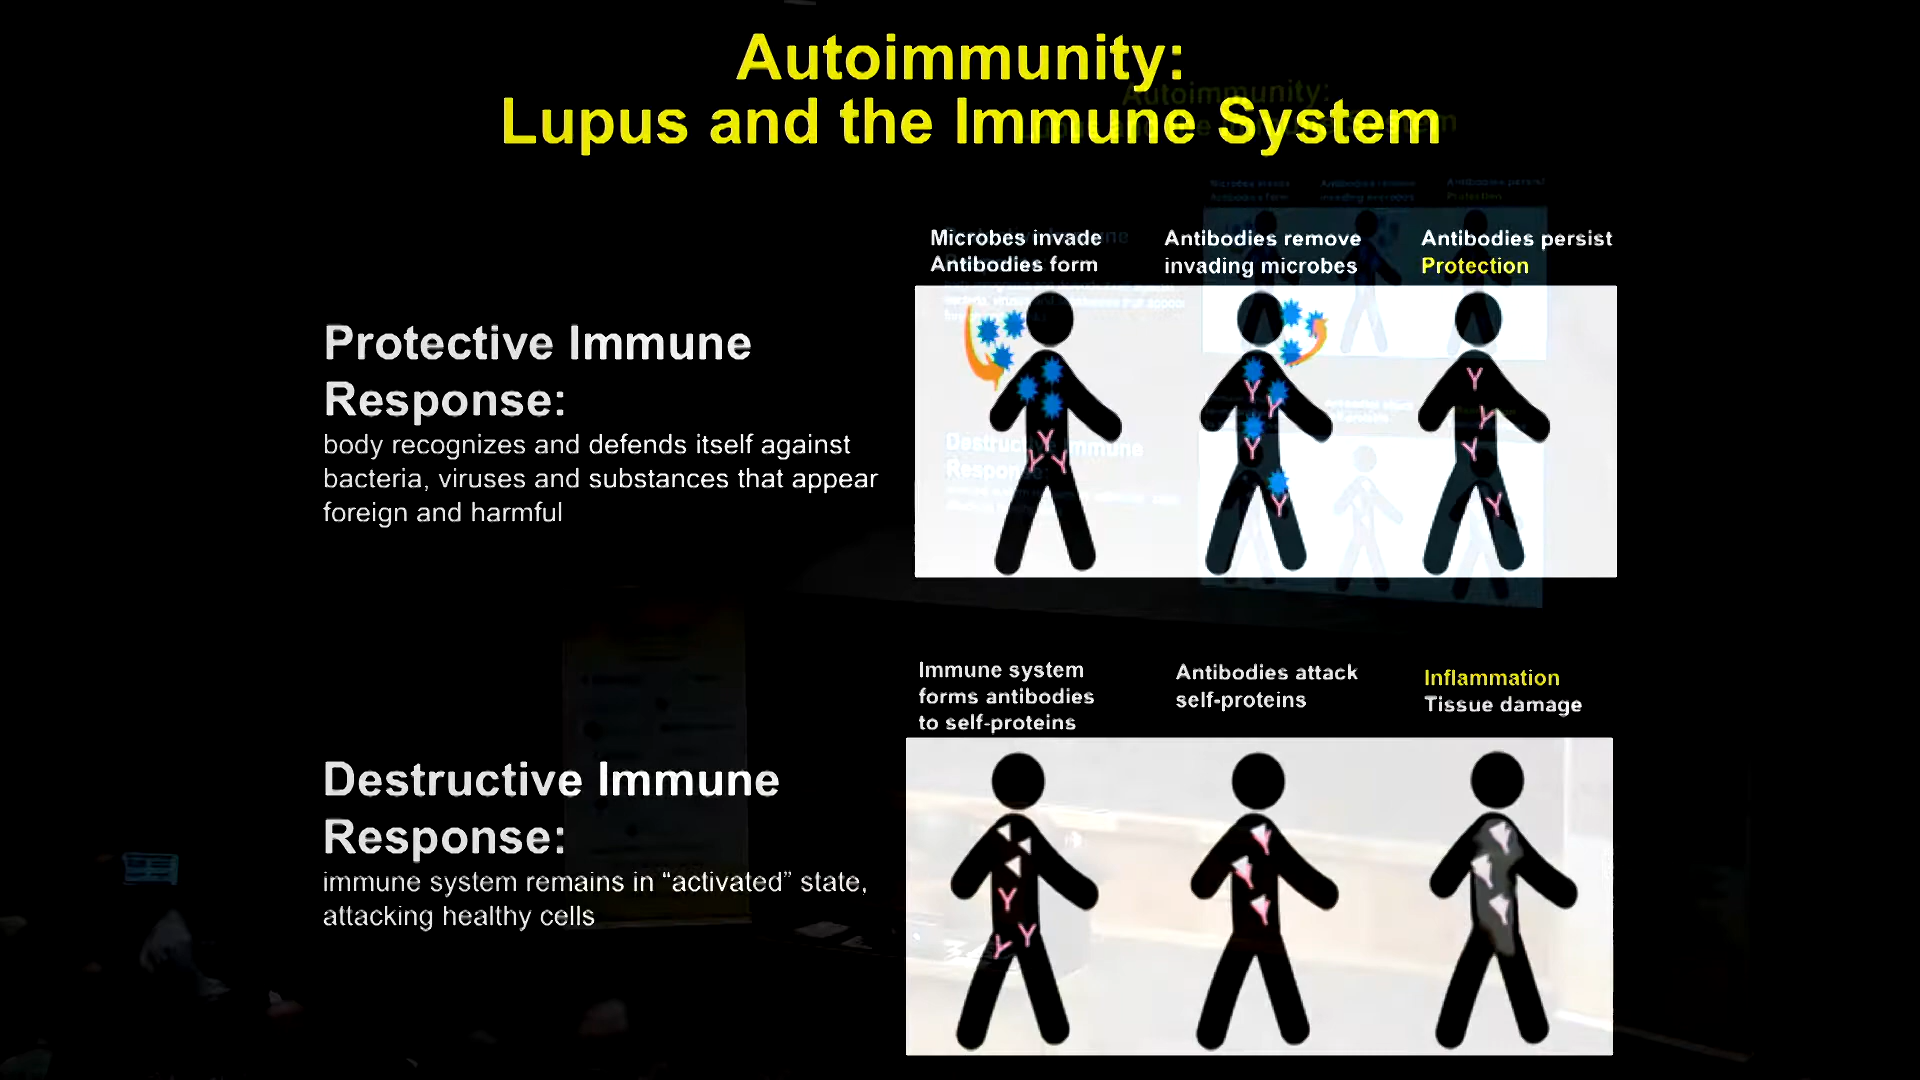 Autoimmunity:
Lupus and the Immune System
Microbes invade
Antibodies form
Antibodies remove
invading microbes
Antibodies persist
Protection
Protective Immune
Response:
body recognizes and defends itself against
bacteria, viruses and substances that appear
foreign and harmful
Immune system
forms antibodies
to self-proteins
Antibodies attack
self-proteins
Inflammation
Tissue damage
Destructive Immune
Response:
immune system remains in “activated” state,
attacking healthy cells